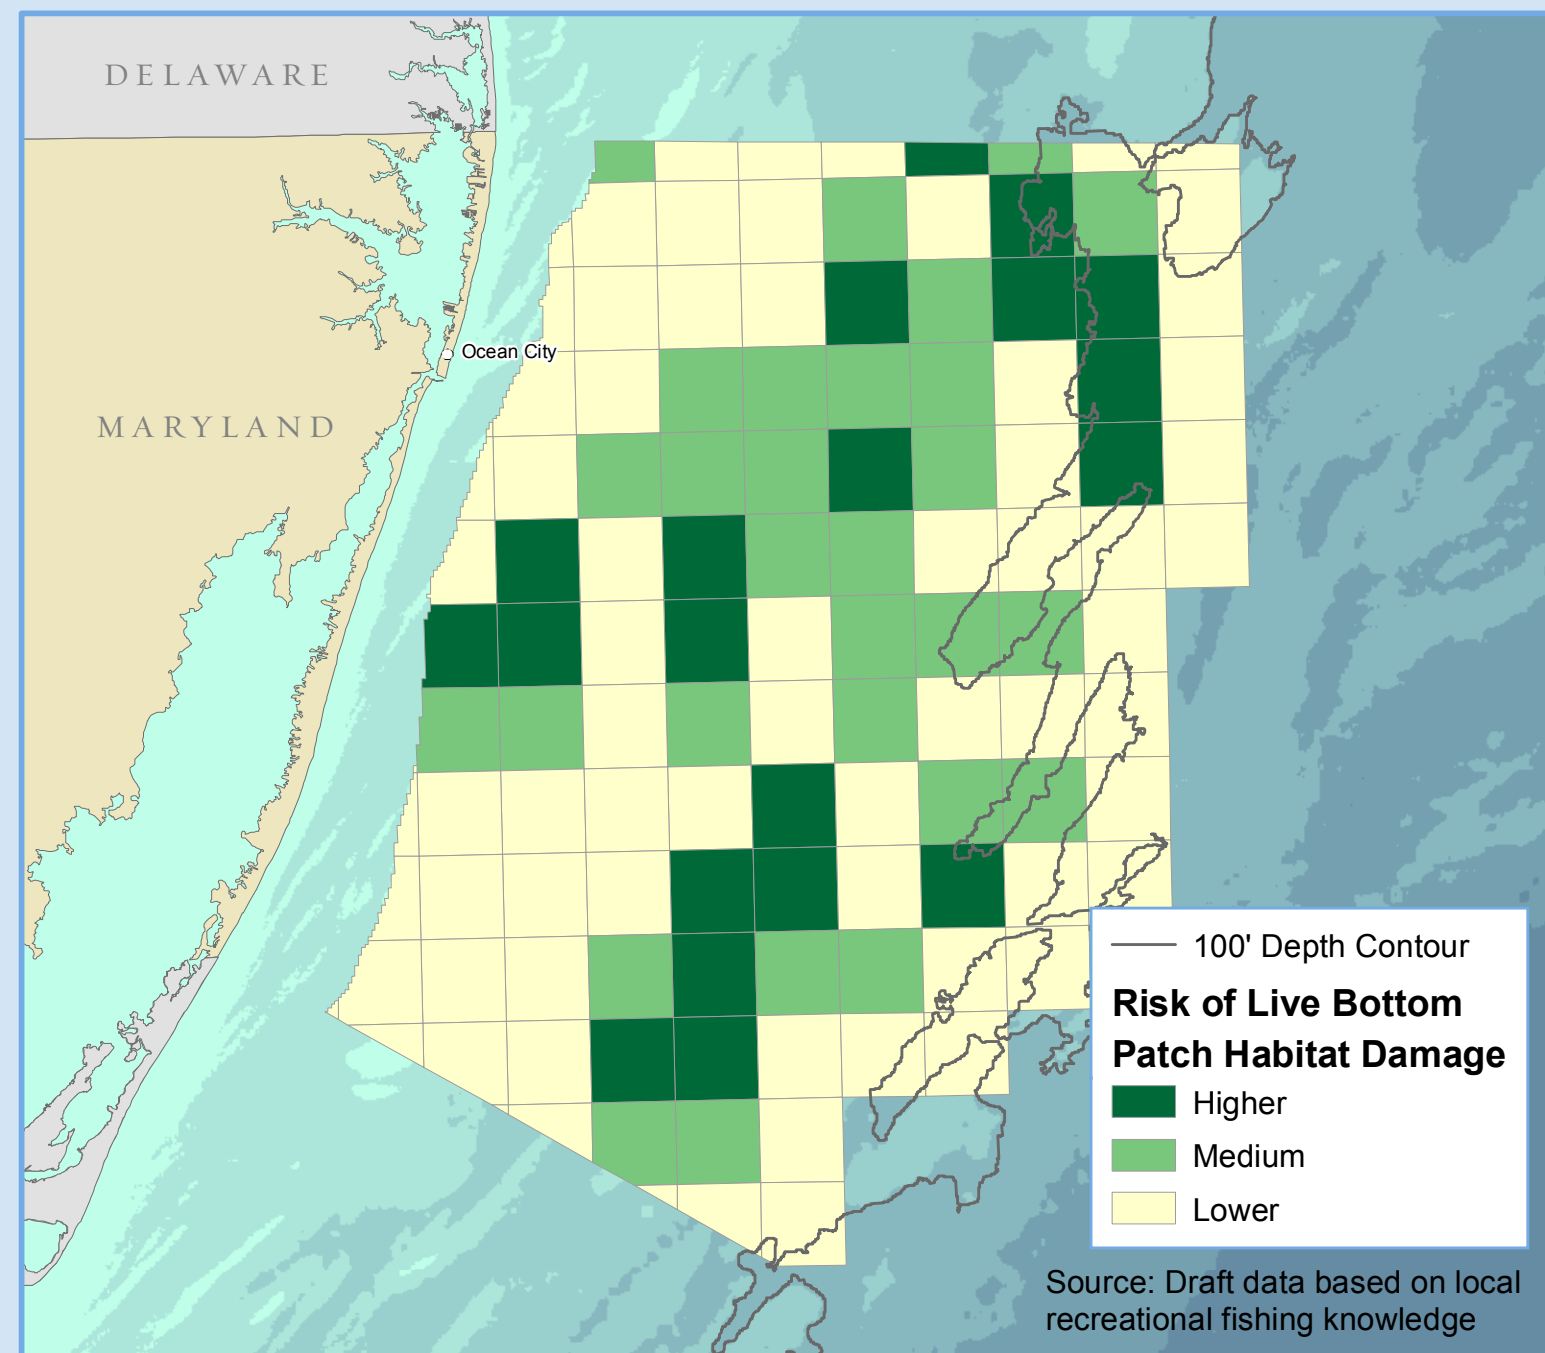 DELAWARE
Ocean City
MARYLAND
100' Depth Contour
Risk of Live Bottom
Patch Habitat Damage
Higher
Medium
Lower
Source: Draft data based on local
recreational fishing knowledge